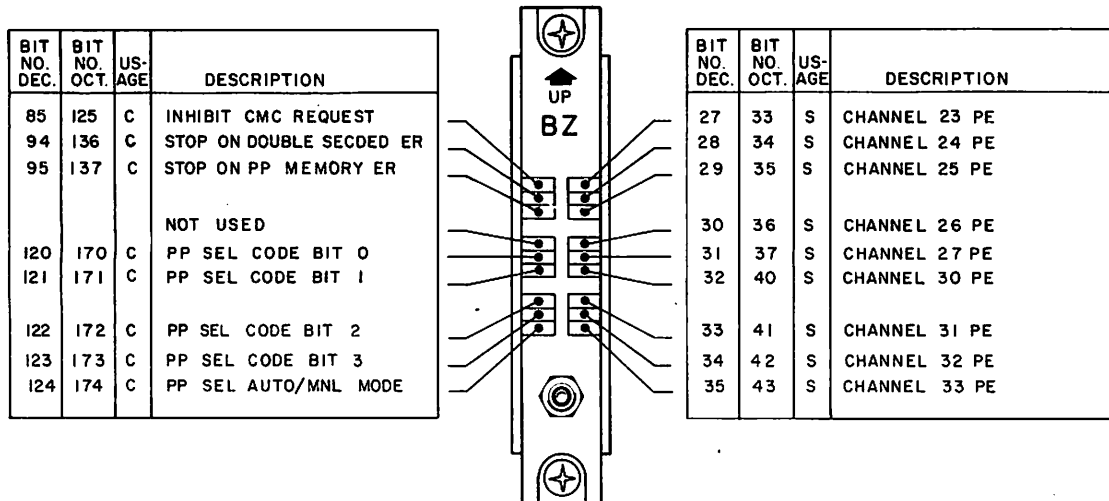 BIT NO. DEC. BIT NO. OCT. US-AGE DESCRIPTION
85 125 C INHIBIT CMC REQUEST
94 136 C STOP ON DOUBLE SECDED ER
95 137 C STOP ON PP MEMORY ER
NOT USED
120 170 C PP SEL CODE BIT 0
121 171 C PP SEL CODE BIT 1
122 172 C PP SEL CODE BIT 2
123 173 C PP SEL CODE BIT 3
124 174 C PP SEL AUTO/MNL MODE
UP
BZ
BIT NO. DEC. BIT NO. OCT. US-AGE DESCRIPTION
27 33 S CHANNEL 23 PE
28 34 S CHANNEL 24 PE
29 35 S CHANNEL 25 PE
30 36 S CHANNEL 26 PE
31 37 S CHANNEL 27 PE
32 40 S CHANNEL 30 PE
33 41 S CHANNEL 31 PE
34 42 S CHANNEL 32 PE
35 43 S CHANNEL 33 PE